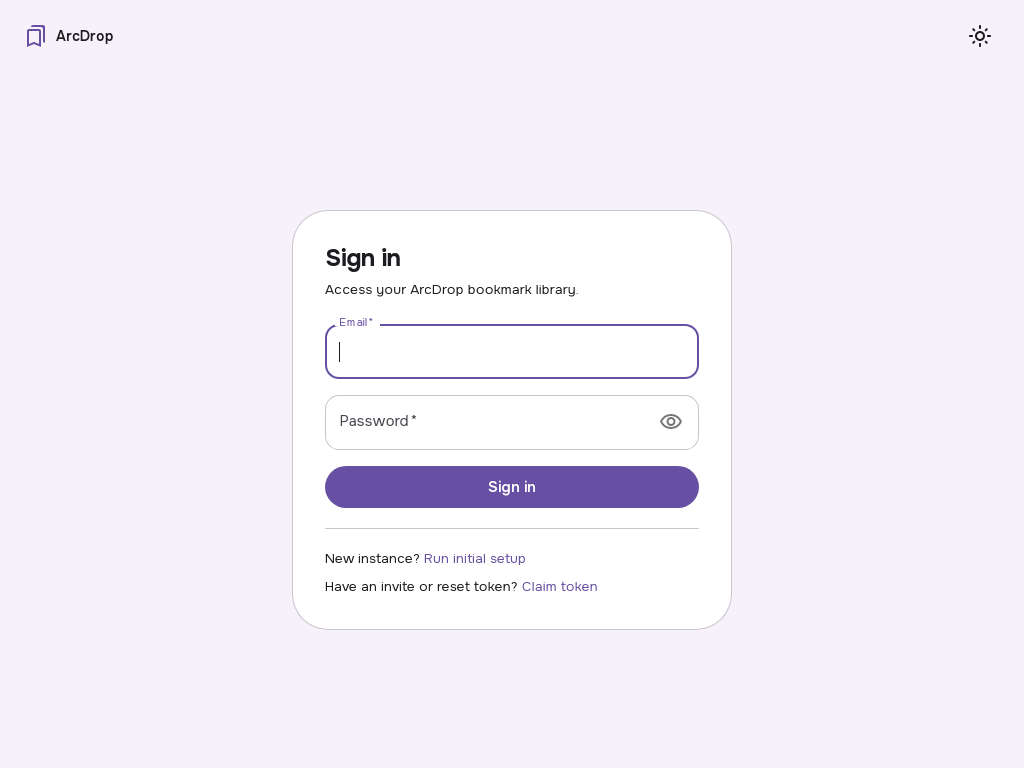 ArcDrop
Sign in
Access your ArcDrop bookmark library.
Email *
Password *
Sign in
New instance? Run initial setup
Have an invite or reset token? Claim token